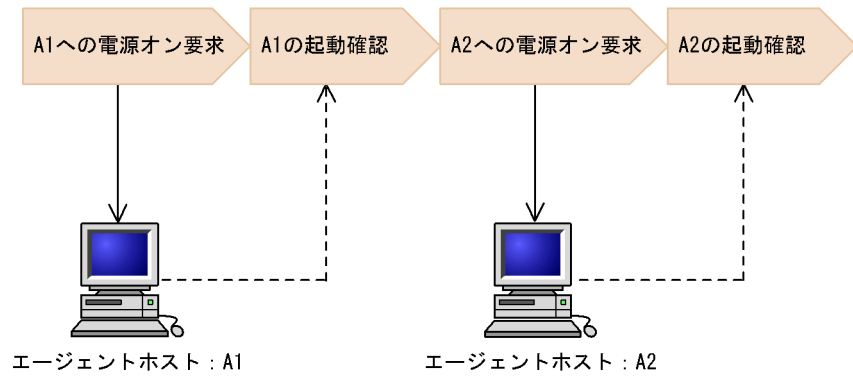 A1への電源オン要求
A1の起動確認
A2への電源オン要求
A2の起動確認
エージェントホスト：A1
エージェントホスト：A2